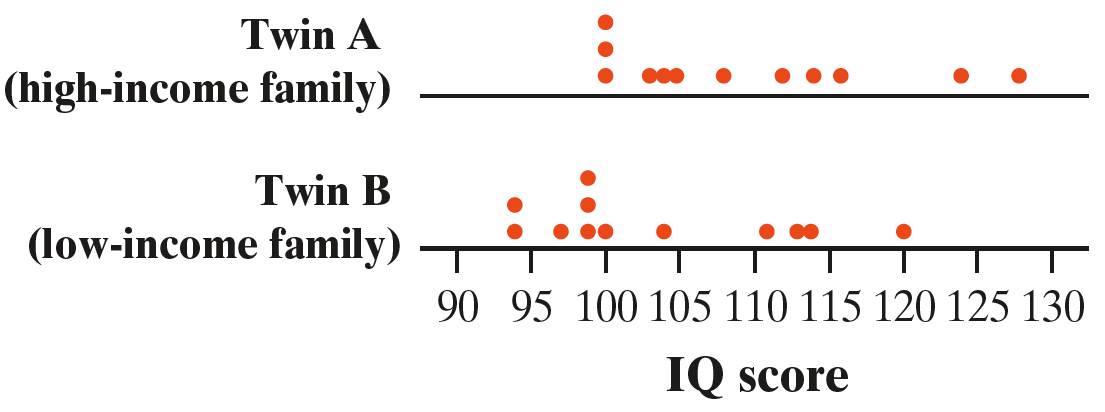 Twin A
(high-income family)
Twin B
(low-income family)
90 95 100 105 110 115 120 125 130
IQ score